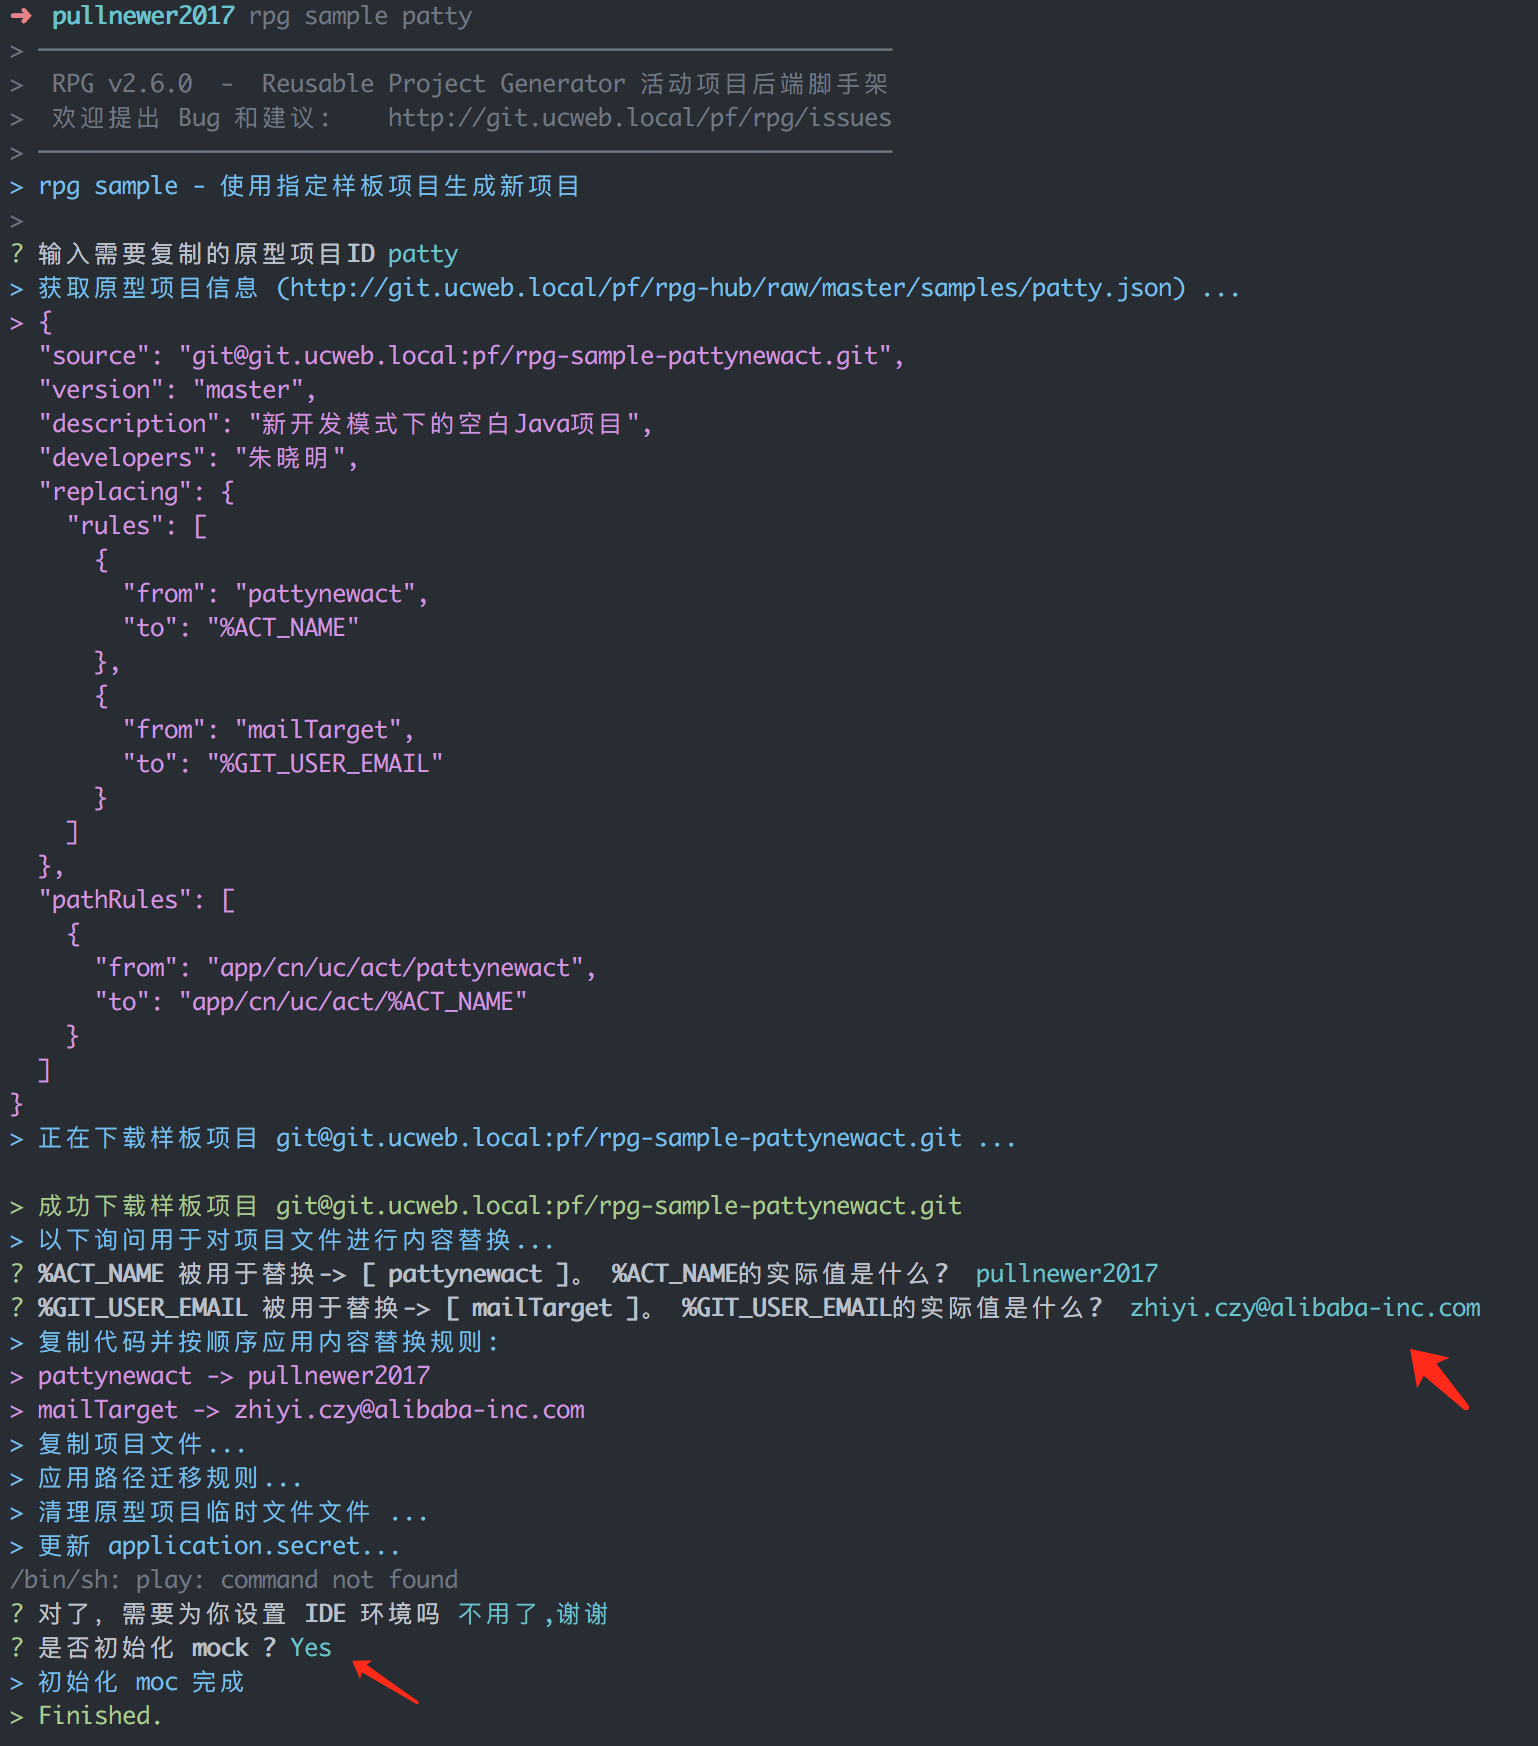 ➜ pullnewer2017 rpg sample patty
> ─────────────────────────────────────────────────────────────
>  RPG v2.6.0  -  Reusable Project Generator 活动项目后端脚手架
>  欢迎提出 Bug 和建议:    http://git.ucweb.local/pf/rpg/issues
> ─────────────────────────────────────────────────────────────
> rpg sample - 使用指定样板项目生成新项目
>
? 输入需要复制的原型项目ID patty
> 获取原型项目信息 (http://git.ucweb.local/pf/rpg-hub/raw/master/samples/patty.json) ...
> {
  "source": "git@git.ucweb.local:pf/rpg-sample-pattynewact.git",
  "version": "master",
  "description": "新开发模式下的空白Java项目",
  "developers": "朱晓明",
  "replacing": {
    "rules": [
      {
        "from": "pattynewact",
        "to": "%ACT_NAME"
      },
      {
        "from": "mailTarget",
        "to": "%GIT_USER_EMAIL"
      }
    ]
  },
  "pathRules": [
    {
      "from": "app/cn/uc/act/pattynewact",
      "to": "app/cn/uc/act/%ACT_NAME"
    }
  ]
}
> 正在下载样板项目 git@git.ucweb.local:pf/rpg-sample-pattynewact.git ...
> 成功下载样板项目 git@git.ucweb.local:pf/rpg-sample-pattynewact.git
> 以下询问用于对项目文件进行内容替换...
? %ACT_NAME 被用于替换-> [ pattynewact ]。 %ACT_NAME的实际值是什么？ pullnewer2017
? %GIT_USER_EMAIL 被用于替换-> [ mailTarget ]。 %GIT_USER_EMAIL的实际值是什么？ zhiyi.czy@alibaba-inc.com
> 复制代码并按顺序应用内容替换规则:
> pattynewact -> pullnewer2017
> mailTarget -> zhiyi.czy@alibaba-inc.com
> 复制项目文件...
> 应用路径迁移规则...
> 清理原型项目临时文件文件 ...
> 更新 application.secret...
/bin/sh: play: command not found
? 对了, 需要为你设置 IDE 环境吗 不用了,谢谢
? 是否初始化 mock ? Yes
> 初始化 moc 完成
> Finished.